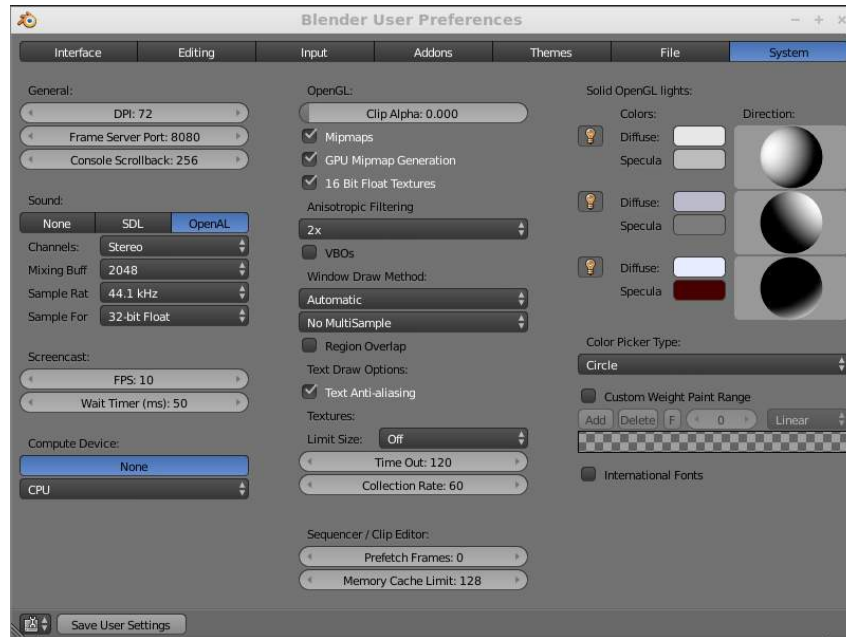 Blender User Preferences
Interface Editing Input Addons Themes File System
General:
DPI: 72
Frame Server Port: 8080
Console Scrollback: 256
Sound:
None SDL OpenAL
Channels: Stereo
Mixing Buff 2048
Sample Rat 44.1 kHz
Sample For 32-bit Float
Screencast:
FPS: 10
Wait Timer (ms): 50
Compute Device:
None
CPU
OpenGL:
Clip Alpha: 0.000
Mipmaps
GPU Mipmap Generation
16 Bit Float Textures
Anisotropic Filtering
2x
VBOs
Window Draw Method:
Automatic
No MultiSample
Region Overlap
Text Draw Options:
Text Anti-aliasing
Textures:
Limit Size: Off
Time Out: 120
Collection Rate: 60
Sequencer / Clip Editor:
Prefetch Frames: 0
Memory Cache Limit: 128
Solid OpenGL lights:
Colors: Direction:
Diffuse:
Specula
Diffuse:
Specula
Diffuse:
Specula
Color Picker Type:
Circle
Custom Weight Paint Range
Add Delete F 0 Linear
International Fonts
Save User Settings